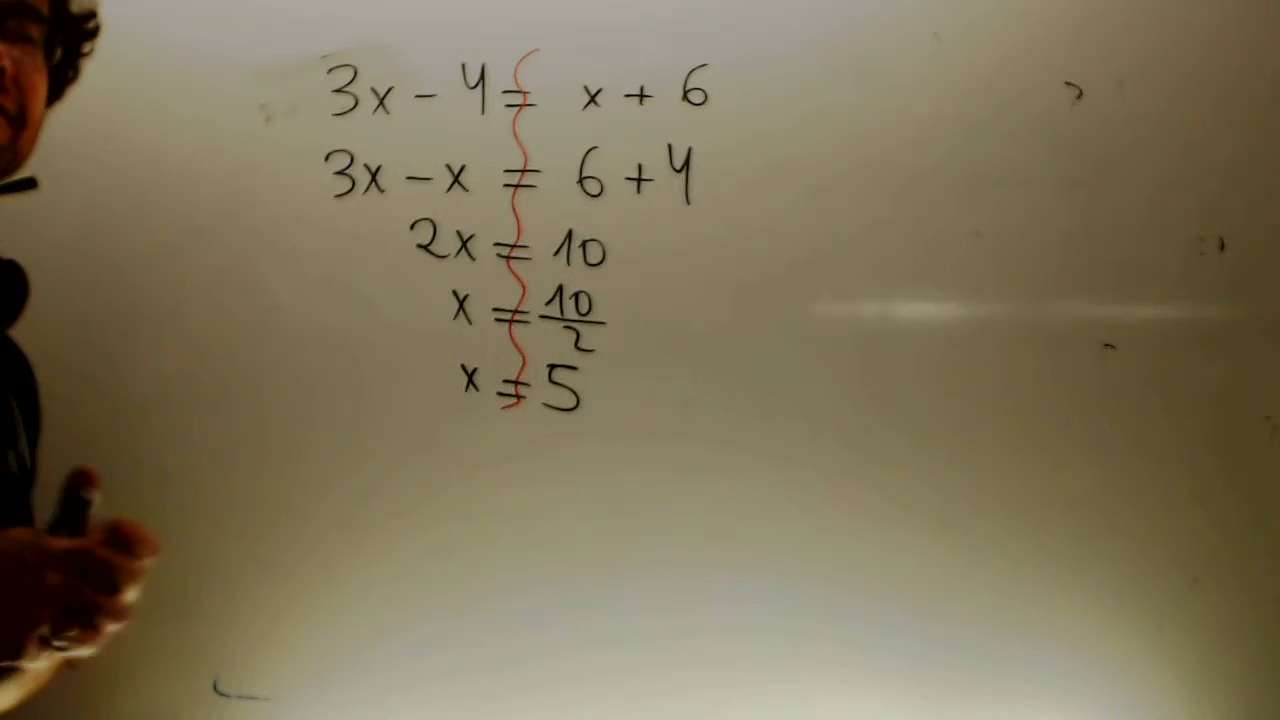 3x - 4 = x + 6
3x - x = 6 + 4
2x = 10
x = 10/2
x = 5